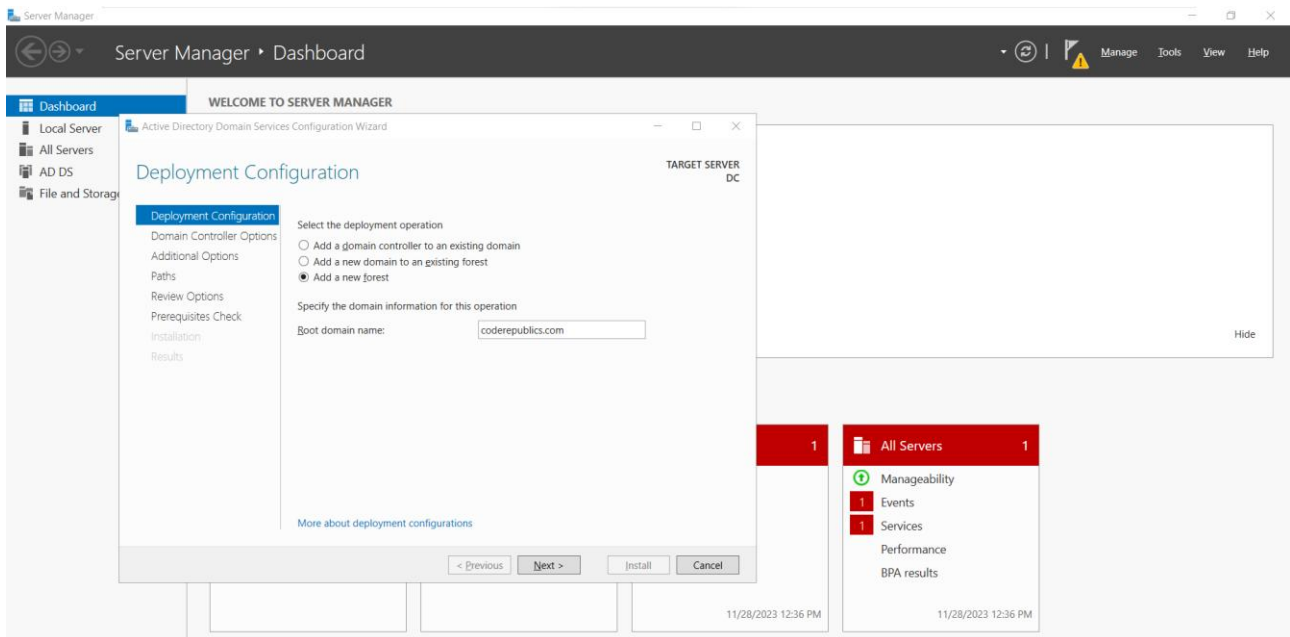 Server Manager
Server Manager ‣ Dashboard
Manage Tools View Help
Dashboard
Local Server
All Servers
AD DS
File and Storage
WELCOME TO SERVER MANAGER
Active Directory Domain Services Configuration Wizard
Deployment Configuration
TARGET SERVER
DC
Deployment Configuration
Domain Controller Options
Additional Options
Paths
Review Options
Prerequisites Check
Installation
Results
Select the deployment operation
Add a domain controller to an existing domain
Add a new domain to an existing forest
Add a new forest
Specify the domain information for this operation
Root domain name: coderepublics.com
More about deployment configurations
< Previous Next > Install Cancel
Hide
1
11/28/2023 12:36 PM
All Servers 1
Manageability
1 Events
1 Services
Performance
BPA results
11/28/2023 12:36 PM